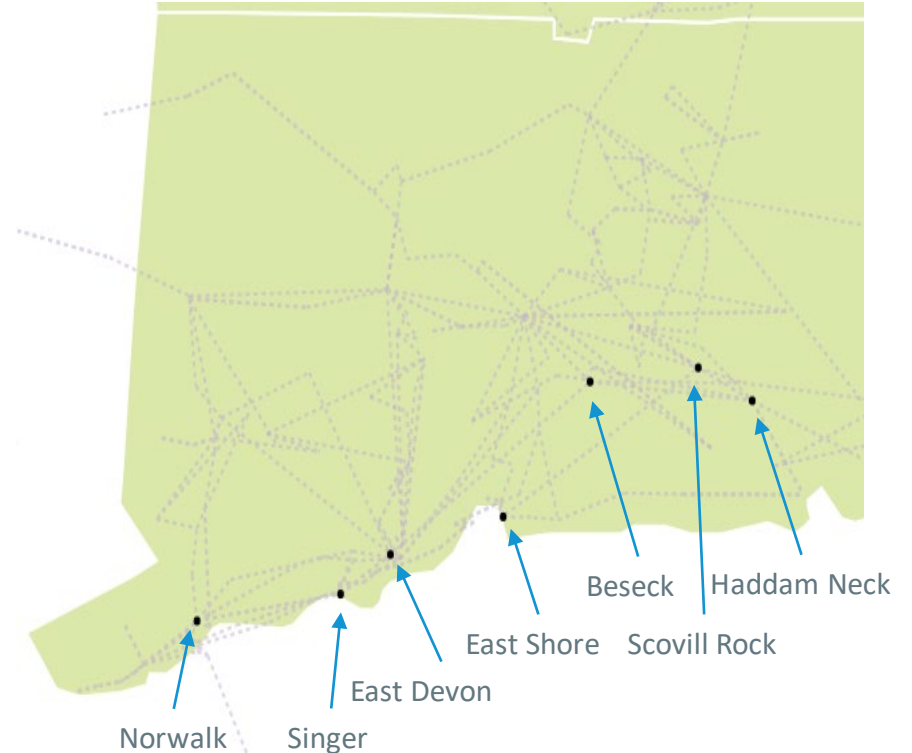 Beseck
Haddam Neck
East Shore
Scovill Rock
East Devon
Norwalk
Singer